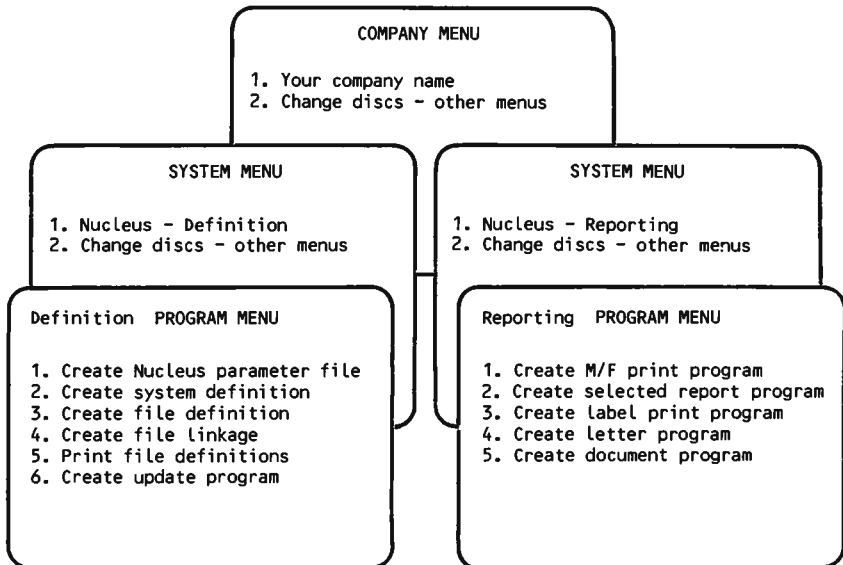 COMPANY MENU
1. Your company name
2. Change discs - other menus
SYSTEM MENU
1. Nucleus - Definition
2. Change discs - other menus
SYSTEM MENU
1. Nucleus - Reporting
2. Change discs - other menus
Definition PROGRAM MENU
1. Create Nucleus parameter file
2. Create system definition
3. Create file definition
4. Create file linkage
5. Print file definitions
6. Create update program
Reporting PROGRAM MENU
1. Create M/F print program
2. Create selected report program
3. Create label print program
4. Create letter program
5. Create document program